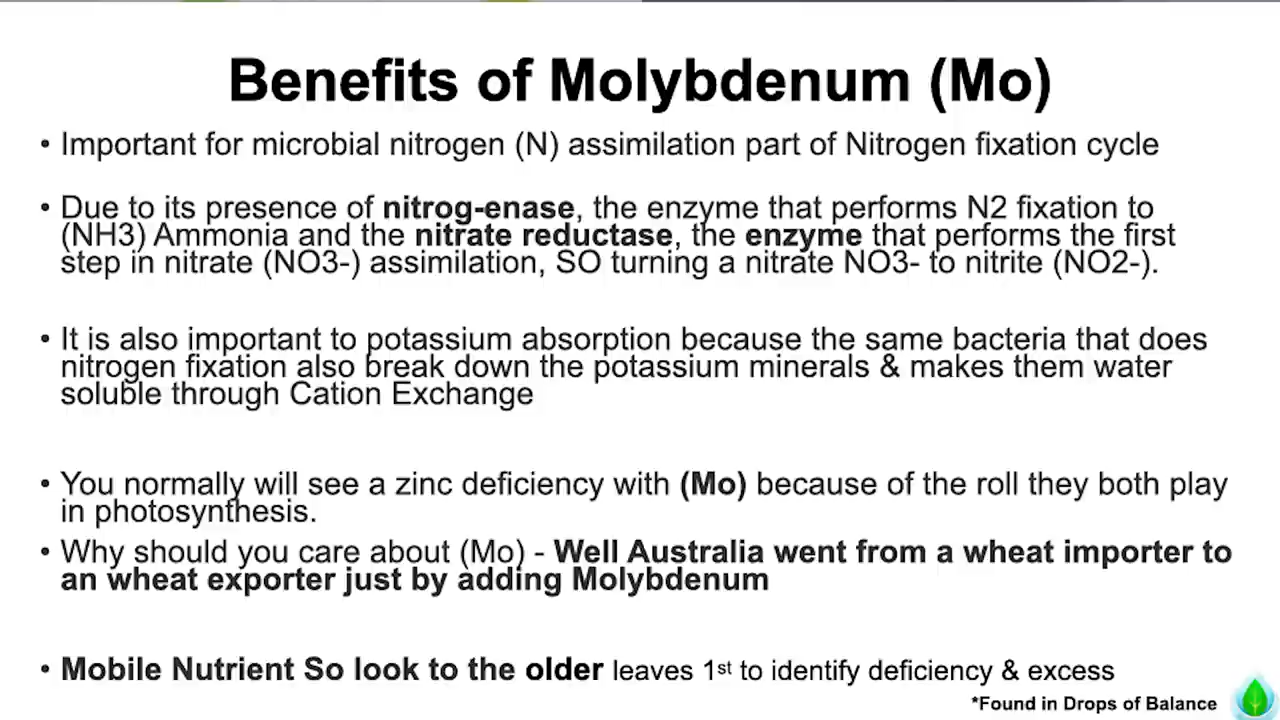 Benefits of Molybdenum (Mo)
• Important for microbial nitrogen (N) assimilation part of Nitrogen fixation cycle
• Due to its presence of nitrog-enase, the enzyme that performs N2 fixation to
(NH3) Ammonia and the nitrate reductase, the enzyme that performs the first
step in nitrate (NO3-) assimilation, SO turning a nitrate NO3- to nitrite (NO2-).
• It is also important to potassium absorption because the same bacteria that does
nitrogen fixation also break down the potassium minerals & makes them water
soluble through Cation Exchange
• You normally will see a zinc deficiency with (Mo) because of the roll they both play
in photosynthesis.
• Why should you care about (Mo) - Well Australia went from a wheat importer to
an wheat exporter just by adding Molybdenum
• Mobile Nutrient So look to the older leaves 1st to identify deficiency & excess
*Found in Drops of Balance